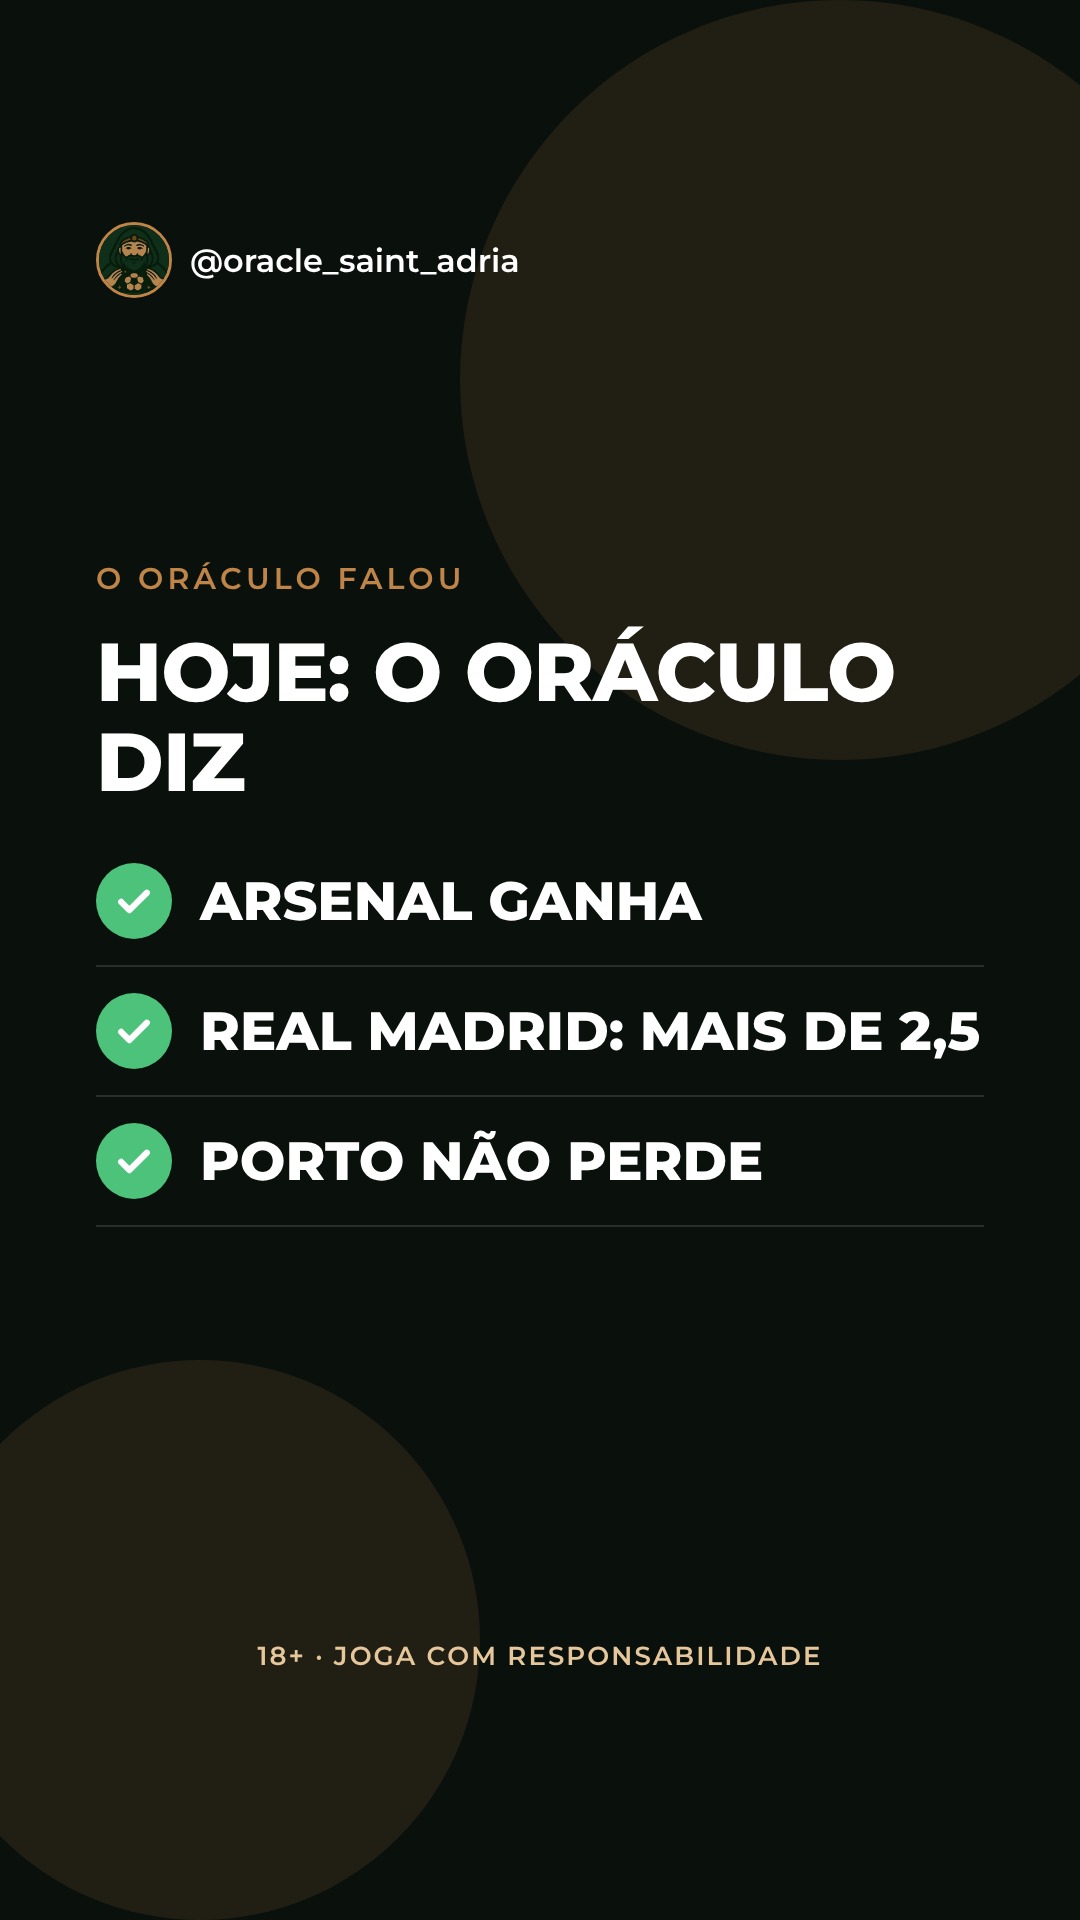 @oracle_saint_adria
O ORÁCULO FALOU
HOJE: O ORÁCULO
DIZ
ARSENAL GANHA
REAL MADRID: MAIS DE 2,5
PORTO NÃO PERDE
18+ · JOGA COM RESPONSABILIDADE